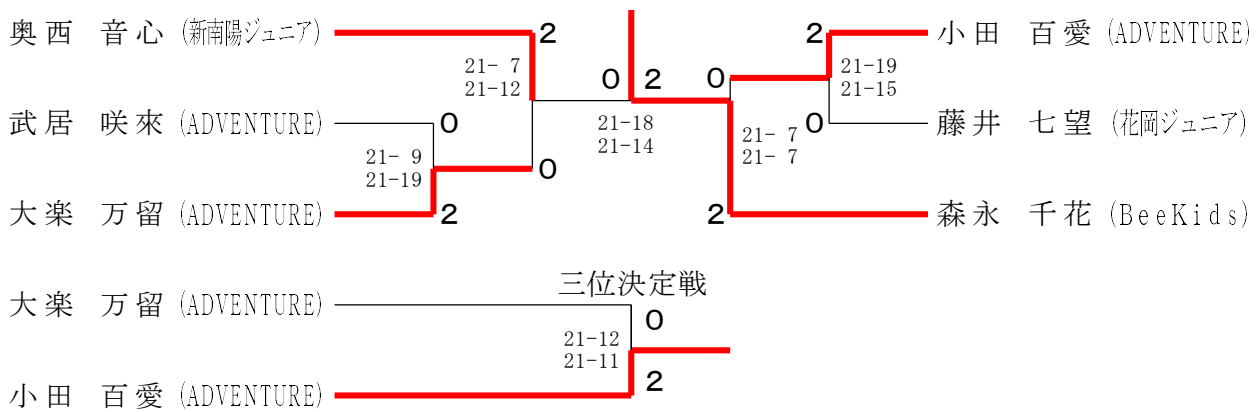 奥西 音心 (新南陽ジュニア)
2
21- 7
21-12
武居 咲來 (ADVENTURE)
0
21- 9
21-19
0
大楽 万留 (ADVENTURE)
2
0 2
21-18
21-14
0
2
小田 百愛 (ADVENTURE)
21-19
21-15
0
藤井 七望 (花岡ジュニア)
21- 7
21- 7
2
森永 千花 (BeeKids)
三位決定戦
大楽 万留 (ADVENTURE)
0
21-12
21-11
2
小田 百愛 (ADVENTURE)